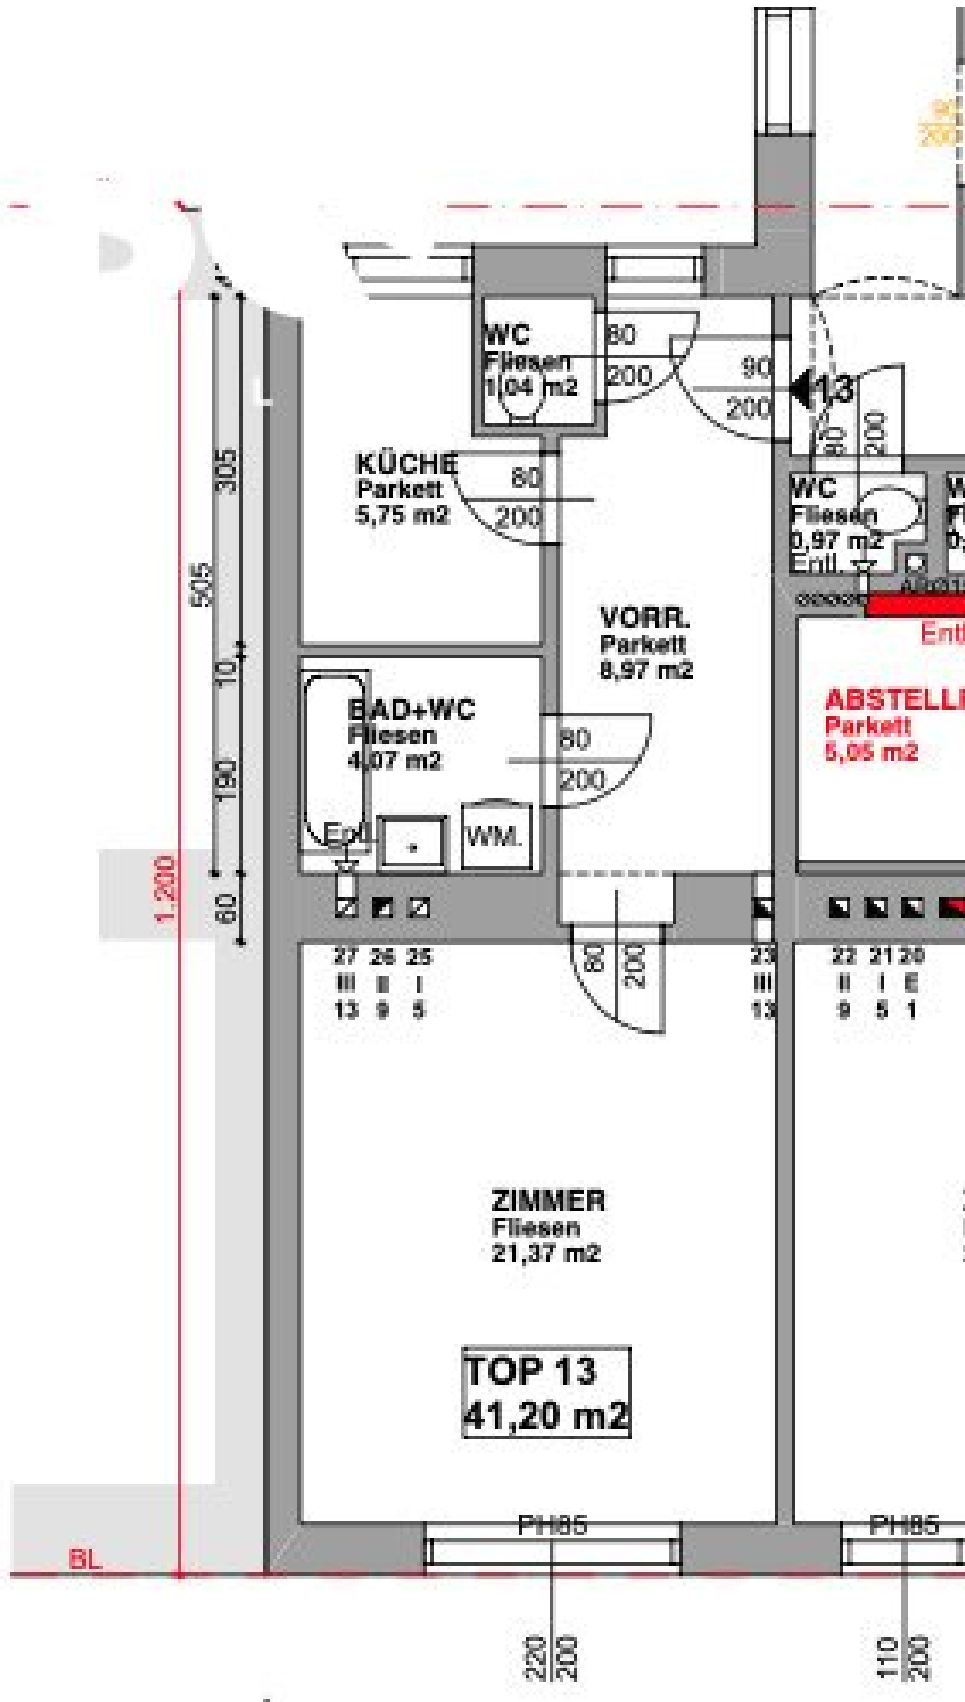 90
200
WC
Fliesen
1,04 m2
80
200
90
200
13
80
200
KÜCHE
Parkett
5,75 m2
80
200
WC
Fliesen
0,97 m2
Entl.
305
505
10
190
60
1.200
VORR.
Parkett
8,97 m2
ABSTELL
Parkett
5,05 m2
BAD+WC
Fliesen
4,07 m2
80
200
Entl.
WM.
27 26 25
III II I
13 9 5
80
200
23
III
13
22 21 20
II I E
9 5 1
ZIMMER
Fliesen
21,37 m2
TOP 13
41,20 m2
PH85
PH85
BL
220
200
110
200